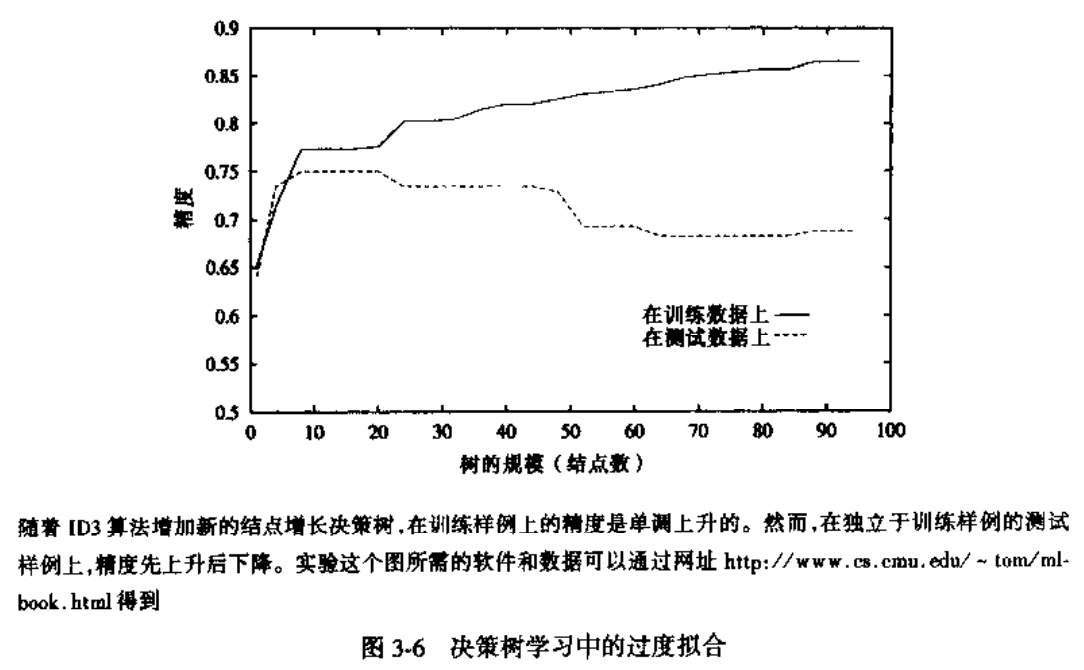 0.9
0.85
0.8
0.75
0.7
0.65
0.6
0.55
0.5
精度
在训练数据上
在测试数据上
0 10 20 30 40 50 60 70 80 90 100
树的规模（结点数）
随着 ID3 算法增加新的结点增长决策树,在训练样例上的精度是单调上升的。然而,在独立于训练样例的测试
样例上,精度先上升后下降。实验这个图所需的软件和数据可以通过网址 http://www.cs.cmu.edu/~tom/ml-
book.html 得到
图 3-6 决策树学习中的过度拟合